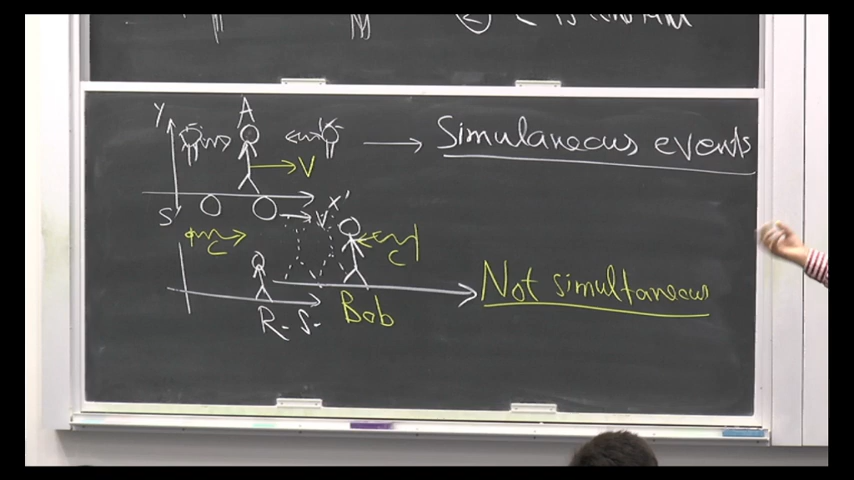 Y
A
Simulaneous events
V
X'
S'
V
C
C
Not simultaneous
R. S.
Bob